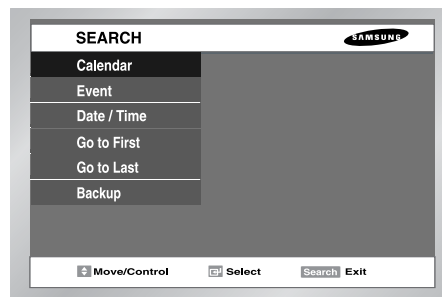 SEARCH SAMSUNG
Calendar
Event
Date / Time
Go to First
Go to Last
Backup
Move/Control Select Search Exit